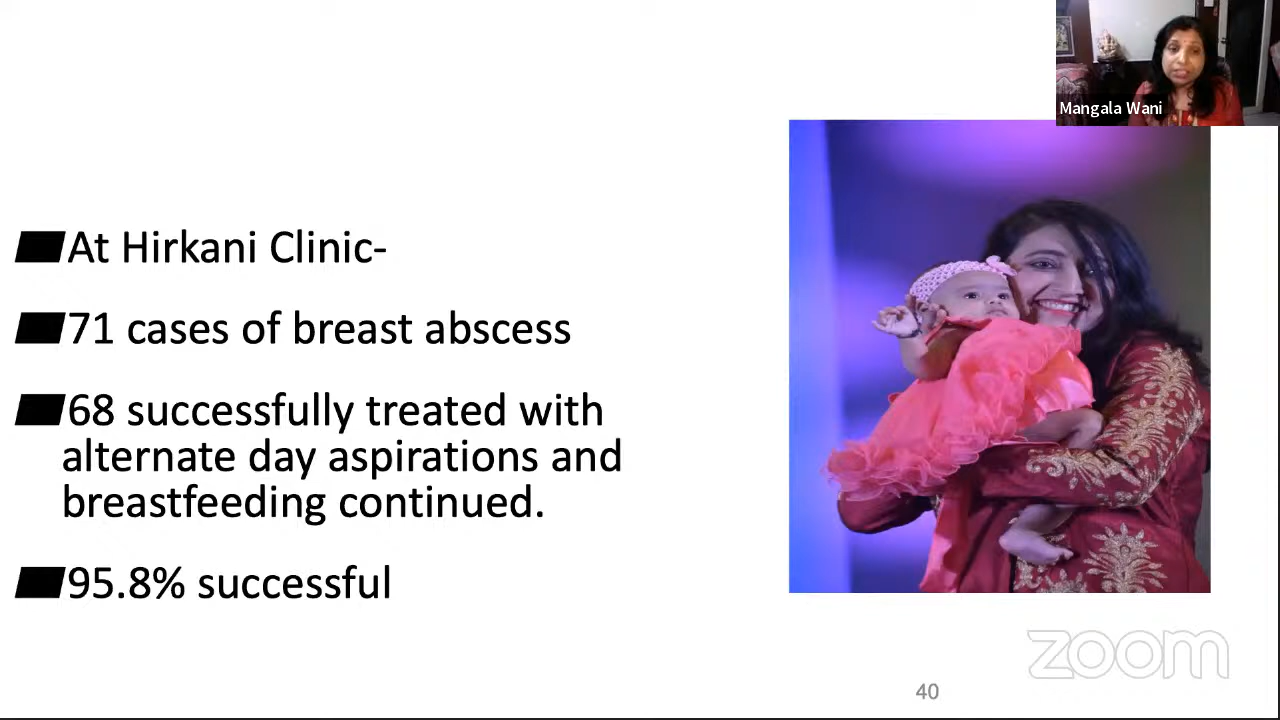 Mangala Wani
At Hirkani Clinic-
71 cases of breast abscess
68 successfully treated with
alternate day aspirations and
breastfeeding continued.
95.8% successful
zoom
40